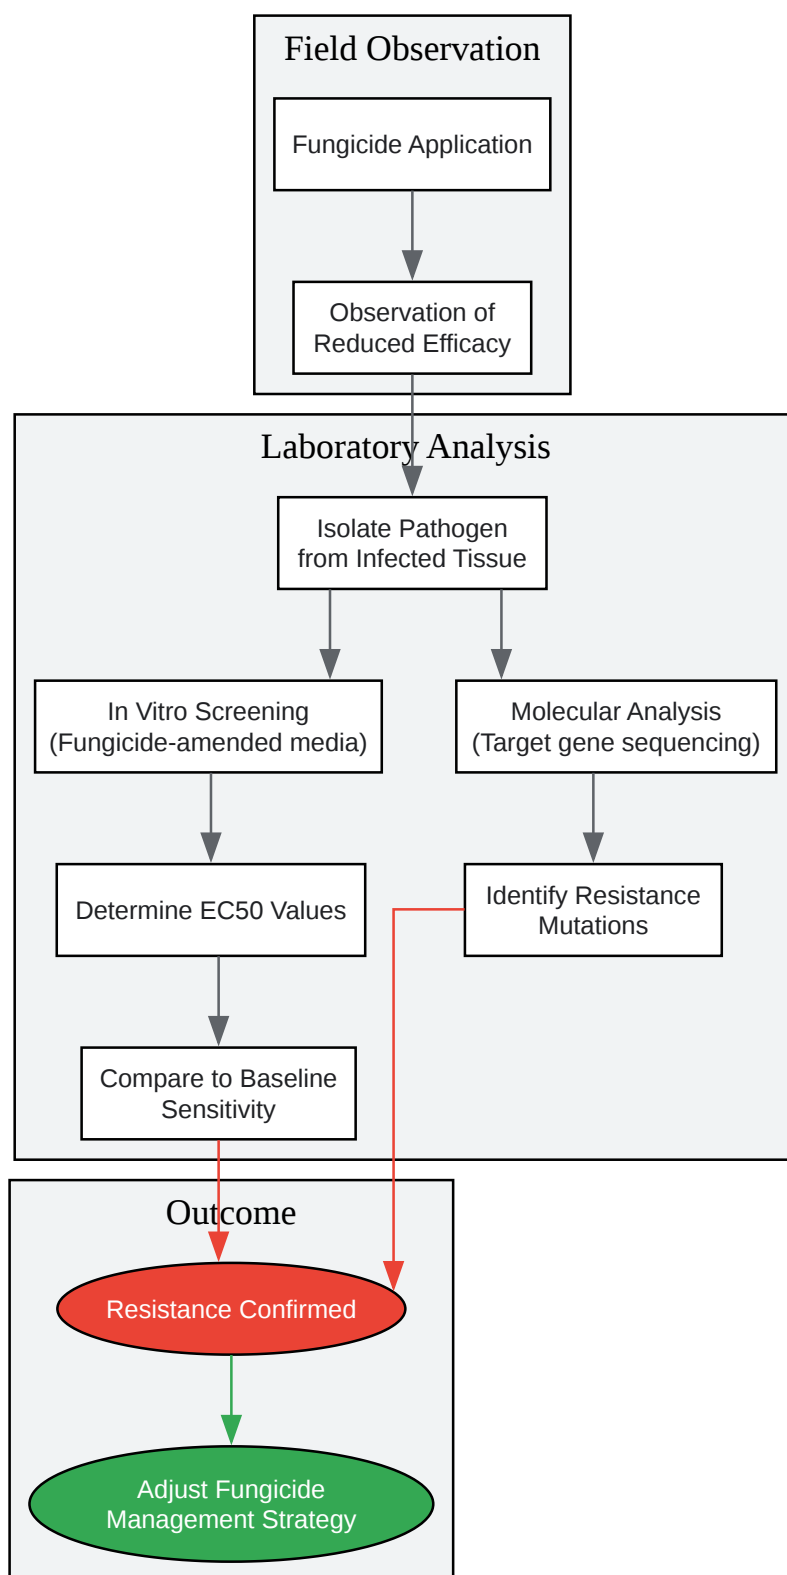 Field Observation
Fungicide Application
Observation of
Reduced Efficacy
Laboratory Analysis
Isolate Pathogen
from Infected Tissue
In Vitro Screening
(Fungicide-amended media)
Molecular Analysis
(Target gene sequencing)
Determine EC50 Values
Identify Resistance
Mutations
Compare to Baseline
Sensitivity
Outcome
Resistance Confirmed
Adjust Fungicide
Management Strategy